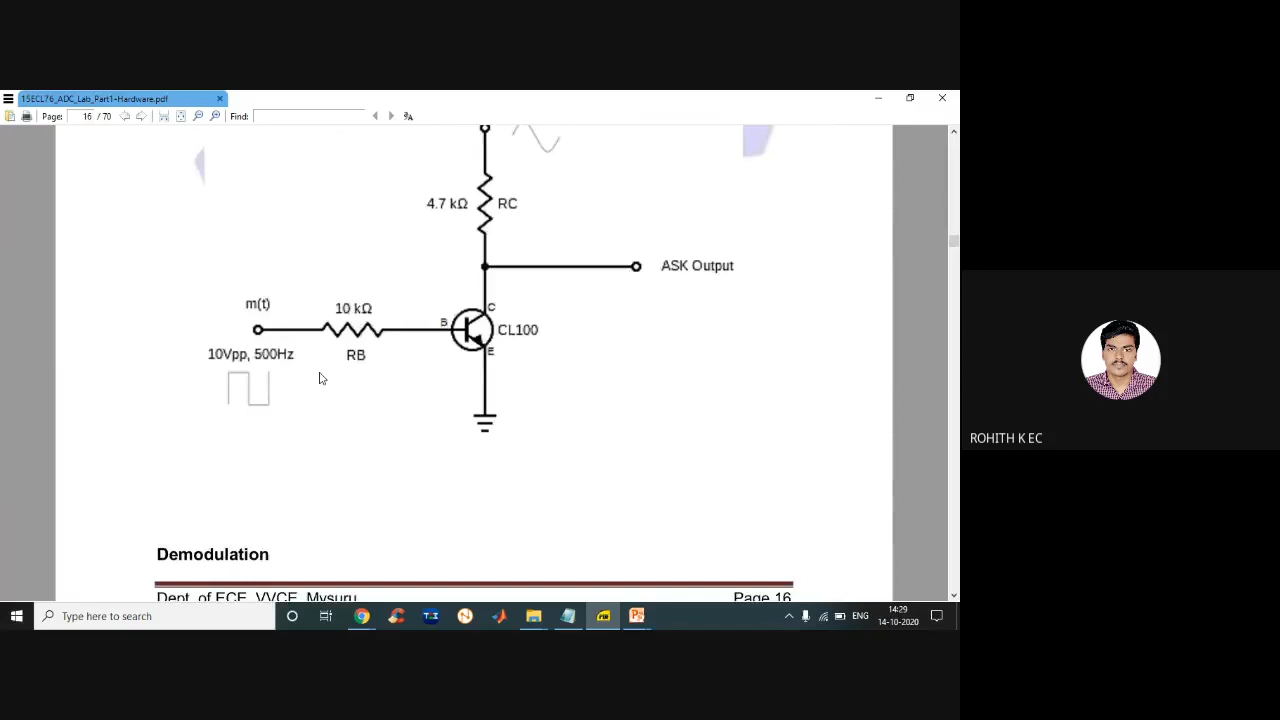 15ECL76_ADC_Lab_Part1-Hardware.pdf
Page: 16 / 70 Find:
4.7 kΩ RC
ASK Output
m(t)
10 kΩ
B
C
CL100
E
10Vpp, 500Hz
RB
Demodulation
Dept. of ECE, VVCE, Mysuru
Page 16
ROHITH K EC
Type here to search
ENG
14:29
14-10-2020